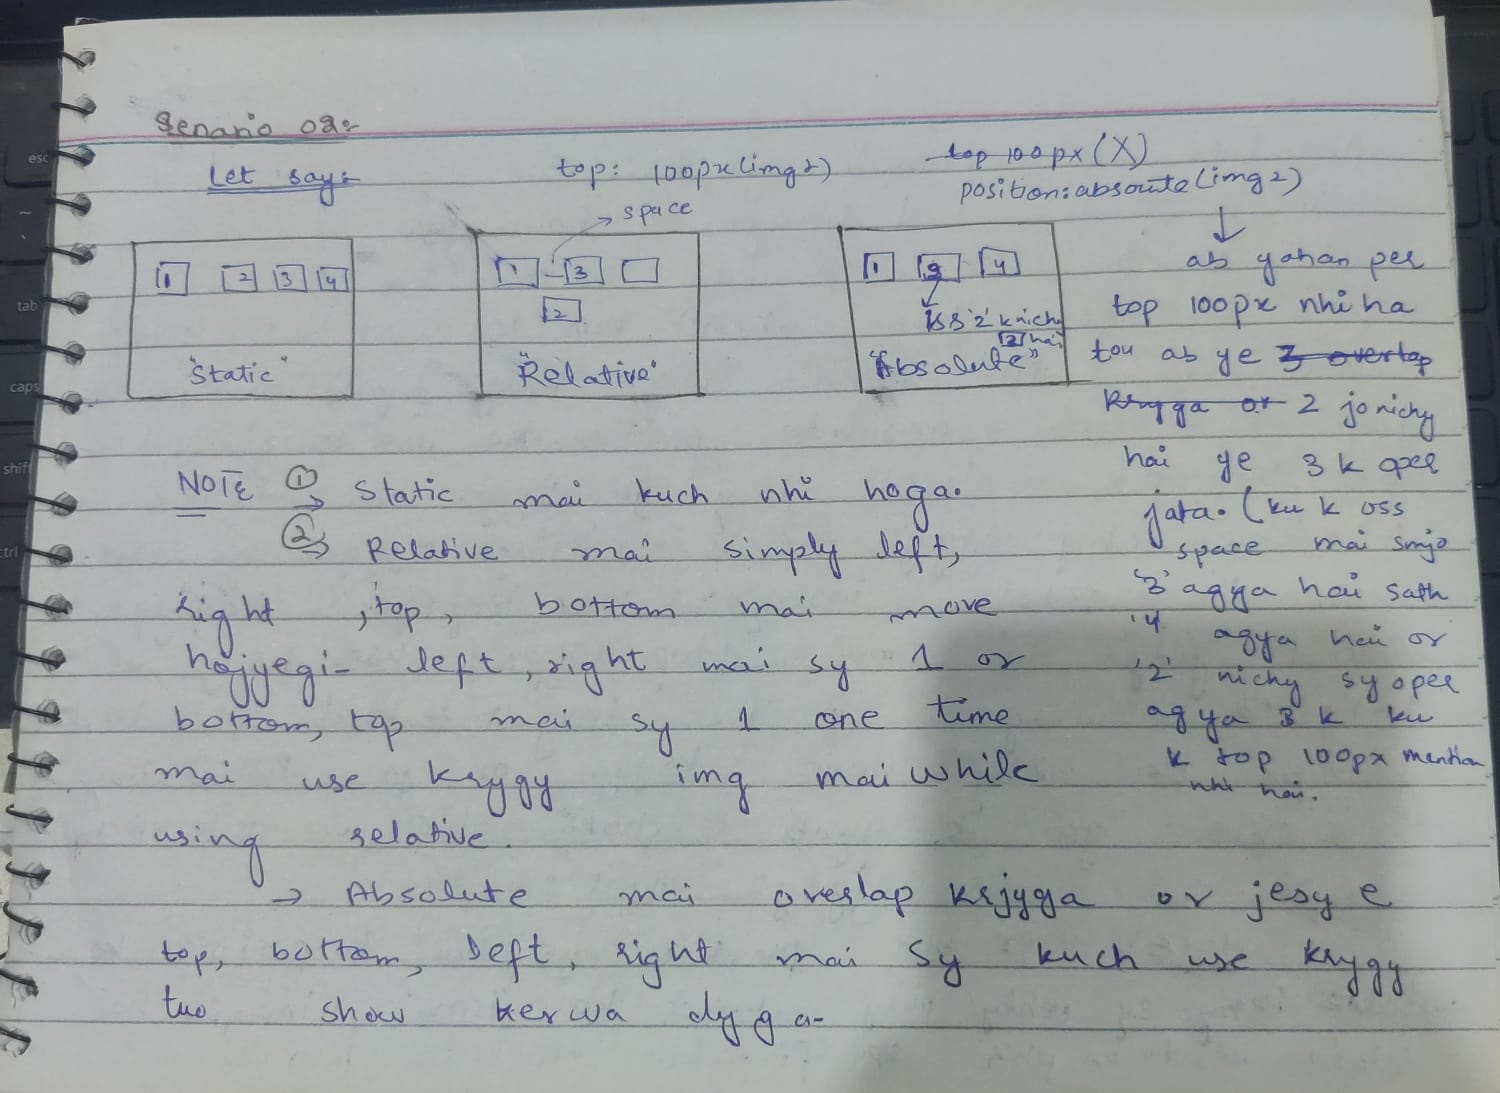 Senario 02:
Let say:
top: 100px (img 2)
space
top 100px (X)
position: absolute (img 2)
1 2 3 4
"Static"
1 3
2
"Relative"
1 3 4
k nichy
2 hai
"Absolute"
ab yahan per
top 100px nhi ha
tou ab ye 3 overlap
krygga or 2 jo nichy
hai ye 3 k oper
jata. (ku k oss
space mai smjo
'3' agya hai sath
'4' agya hai or
'2' nichy sy oper
agya 3 k ku
k top 100px mention
nhi hai.
NOTE ① → Static mai kuch nhi hoga.
② → Relative mai simply left,
right, top, bottom mai move
hojyegi- left, right mai sy 1 or
bottom, top mai sy 1 one time
mai use krygy img mai while
using relative.
→ Absolute mai overlap krjyga or jesy e
top, bottom, left, right mai sy kuch use krygy
tuo show kerwa dyga-